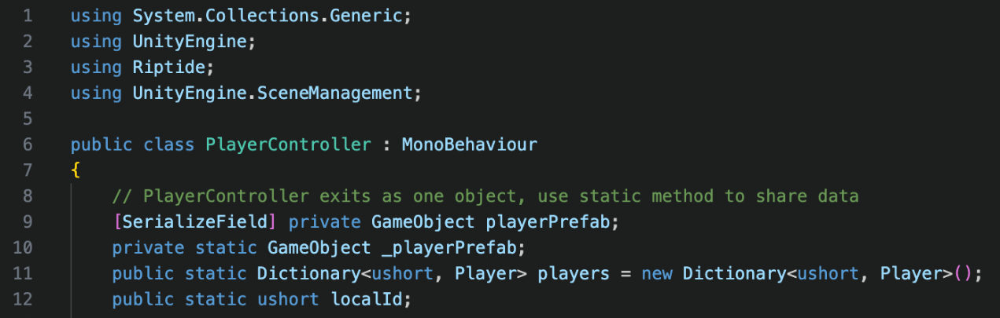 1 using System.Collections.Generic;
2 using UnityEngine;
3 using Riptide;
4 using UnityEngine.SceneManagement;
5
6 public class PlayerController : MonoBehaviour
7 {
8 // PlayerController exits as one object, use static method to share data
9 [SerializeField] private GameObject playerPrefab;
10 private static GameObject _playerPrefab;
11 public static Dictionary<ushort, Player> players = new Dictionary<ushort, Player>();
12 public static ushort localId;